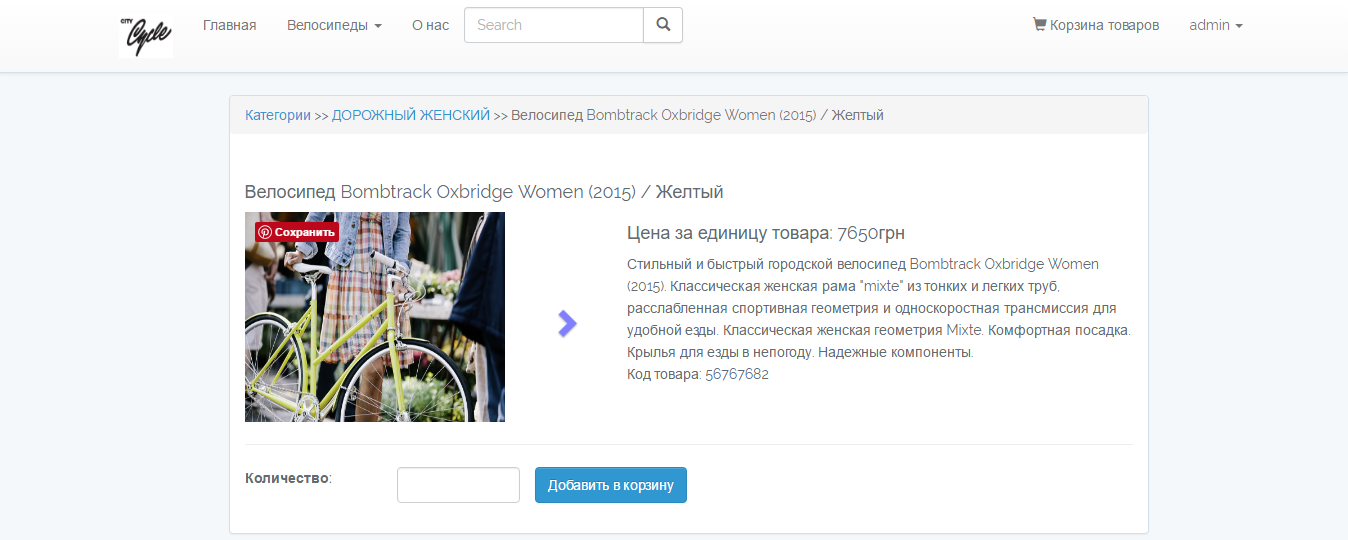 CITY
Cycle
Главная
Велосипеды
О нас
Search
Корзина товаров
admin
Категории >> ДОРОЖНЫЙ ЖЕНСКИЙ >> Велосипед Bombtrack Oxbridge Women (2015) / Желтый
Велосипед Bombtrack Oxbridge Women (2015) / Желтый
Сохранить
Цена за единицу товара: 7650грн
Стильный и быстрый городской велосипед Bombtrack Oxbridge Women
(2015). Классическая женская рама "mixte" из тонких и легких труб,
расслабленная спортивная геометрия и односкоростная трансмиссия для
удобной езды. Классическая женская геометрия Mixte. Комфортная посадка.
Крылья для езды в непогоду. Надежные компоненты.
Код товара: 56767682
Количество:
Добавить в корзину